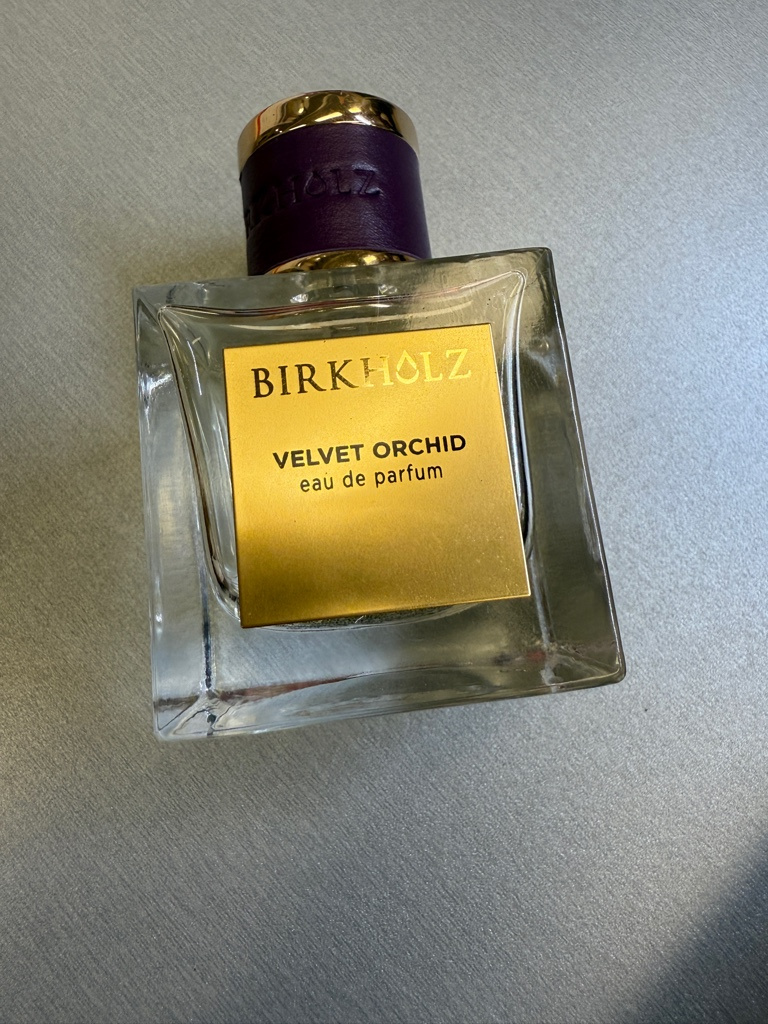 BIRKHOLZ
VELVET ORCHID
eau de parfum